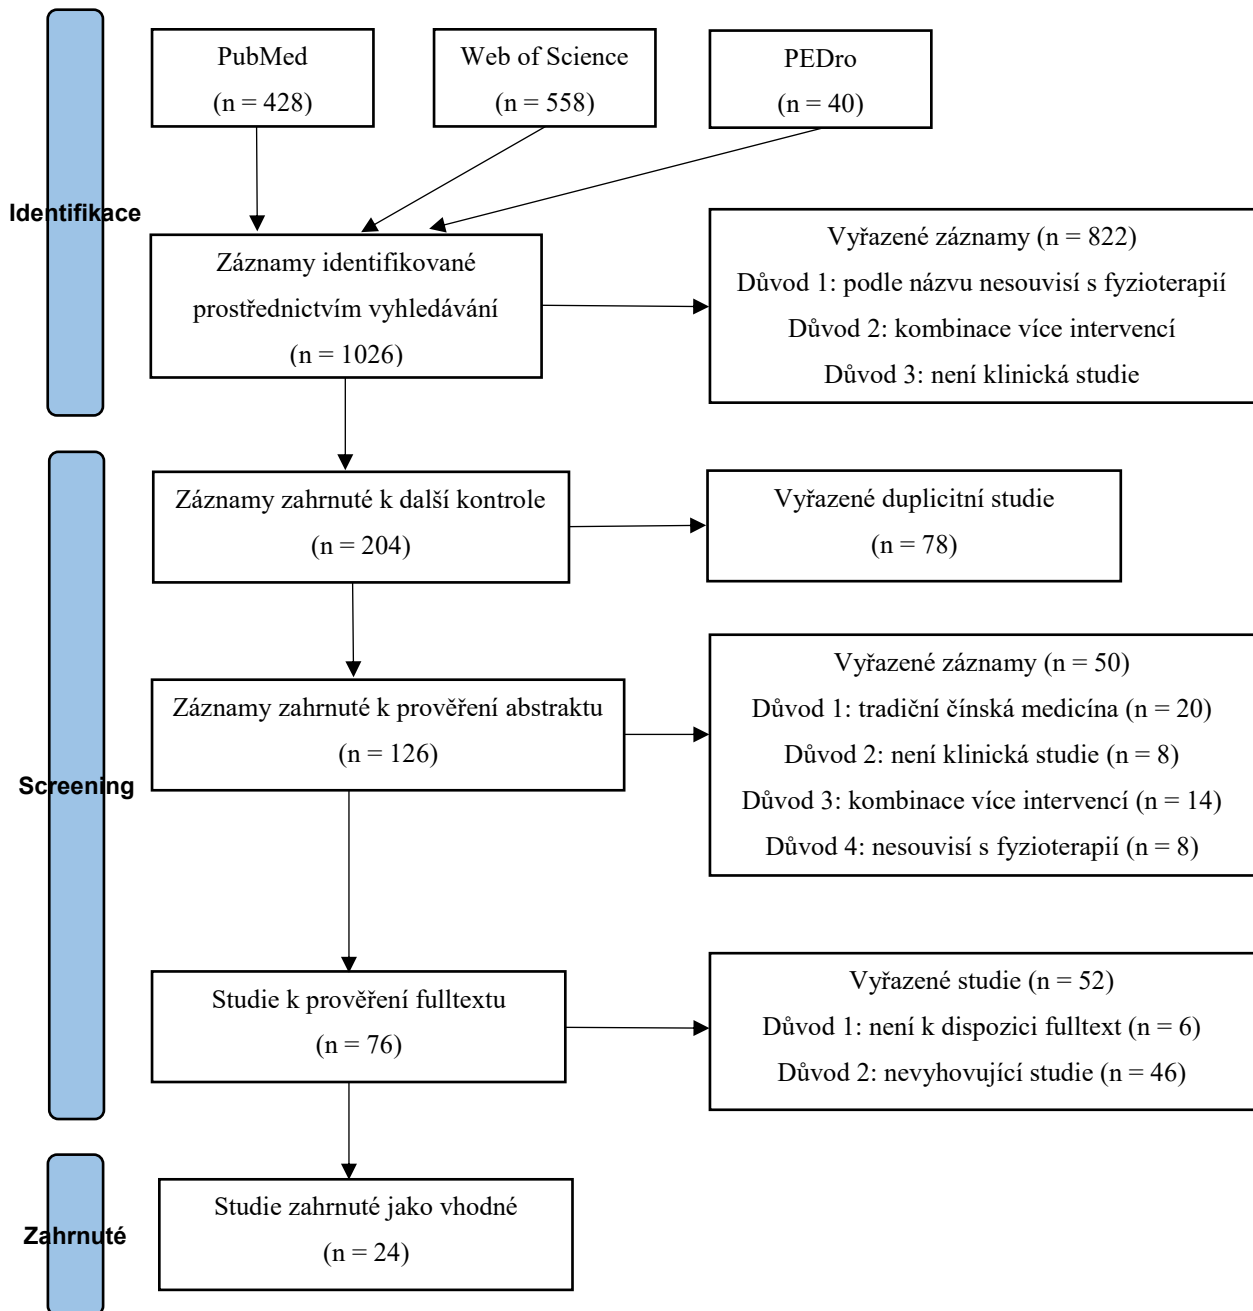 PubMed
(n = 428)
Web of Science
(n = 558)
PEDro
(n = 40)
Identifikace
Záznamy identifikované
prostřednictvím vyhledávání
(n = 1026)
Vyřazené záznamy (n = 822)
Důvod 1: podle názvu nesouvisí s fyzioterapií
Důvod 2: kombinace více intervencí
Důvod 3: není klinická studie
Screening
Záznamy zahrnuté k další kontrole
(n = 204)
Vyřazené duplicitní studie
(n = 78)
Záznamy zahrnuté k prověření abstraktu
(n = 126)
Vyřazené záznamy (n = 50)
Důvod 1: tradiční čínská medicína (n = 20)
Důvod 2: není klinická studie (n = 8)
Důvod 3: kombinace více intervencí (n = 14)
Důvod 4: nesouvisí s fyzioterapií (n = 8)
Studie k prověření fulltextu
(n = 76)
Vyřazené studie (n = 52)
Důvod 1: není k dispozici fulltext (n = 6)
Důvod 2: nevyhovující studie (n = 46)
Zahrnuté
Studie zahrnuté jako vhodné
(n = 24)